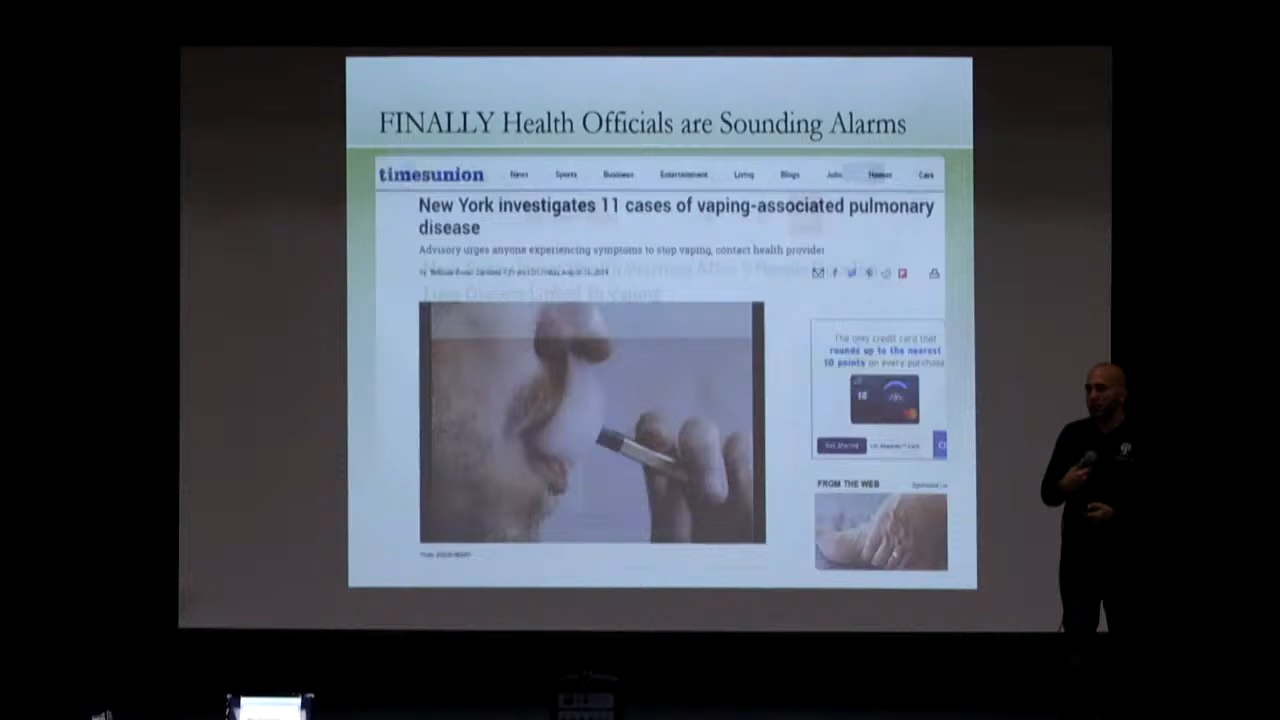 FINALLY Health Officials are Sounding Alarms
timesunion News Sports Business Entertainment Living Blogs Jobs Homes Cars
New York investigates 11 cases of vaping-associated pulmonary
disease
Advisory urges anyone experiencing symptoms to stop vaping, contact health provider
The only credit card that
rounds up to the nearest
10 points on every purchase
Get Started
FROM THE WEB